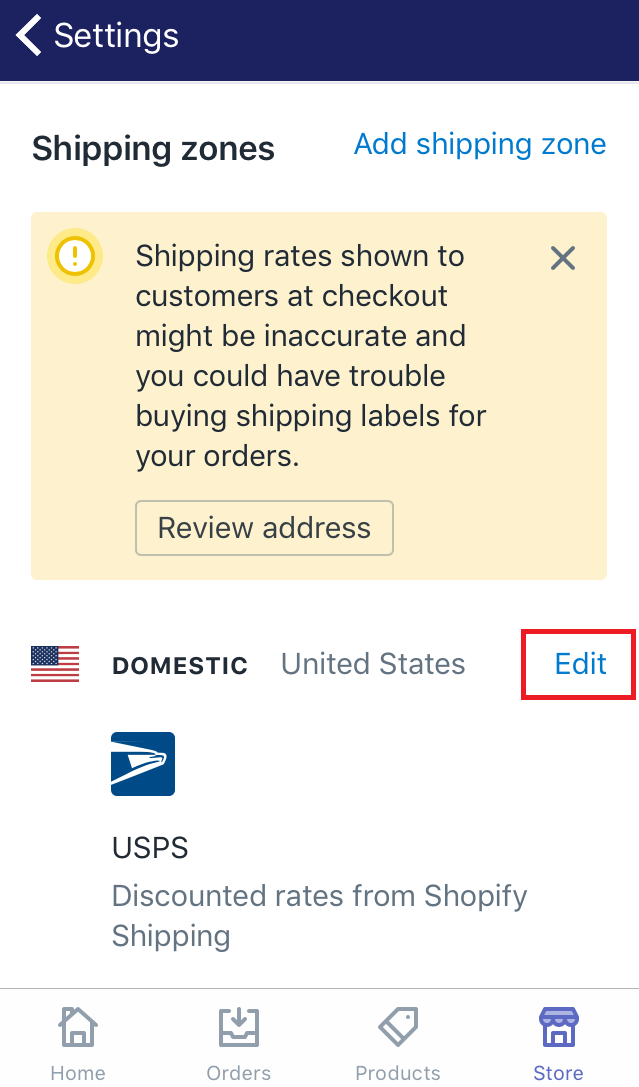 Settings
Shipping zones Add shipping zone
Shipping rates shown to
customers at checkout
might be inaccurate and
you could have trouble
buying shipping labels for
your orders.
Review address
DOMESTIC United States Edit
USPS
Discounted rates from Shopify
Shipping
Home Orders Products Store